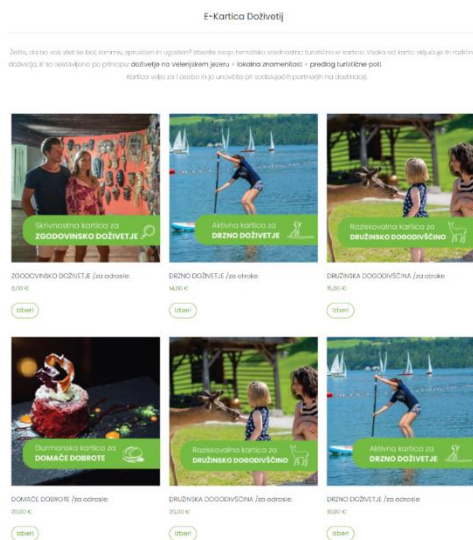 E-Kartica Doživetij
Želite, da bo vaš izlet še bolj zanimiv, sproščen in ugoden? Izberite svojo tematsko vrednostno turistično e-kartico. Vsaka od kartic vključuje tri različn
doživetja, ki so sestavljeno po principu: doživetje na Velenjskem jezeru + lokalna znamenitost + predlog turistične poti.
Kartica velja za 1 osebo in jo unovčite pri sodelujočih partnerjih na destinaciji.
Skrivnostna kartica za
ZGODOVINSKO DOŽIVETJE
Aktivna kartica za
DRZNO DOŽIVETJE
Raziskovalna kartica za
DRUŽINSKO DOGODIVŠČINO
ZGODOVINSKO DOŽIVETJE /za odrasle:
DRZNO DOŽIVETJE /za otroke:
DRUŽINSKA DOGODIVŠČINA /za otroke:
14,00 €
15,00 €
Izberi
Izberi
Izberi
Gurmanska kartica za
DOMAČE DOBROTE
Raziskovalna kartica za
DRUŽINSKO DOGODIVŠČINO
Aktivna kartica za
DRZNO DOŽIVETJE
DOMAČE DOBROTE /za odrasle:
DRUŽINSKA DOGODIVŠČINA /za odrasle:
DRZNO DOŽIVETJE /za odrasle:
20,00 €
20,00 €
Izberi
Izberi
Izberi